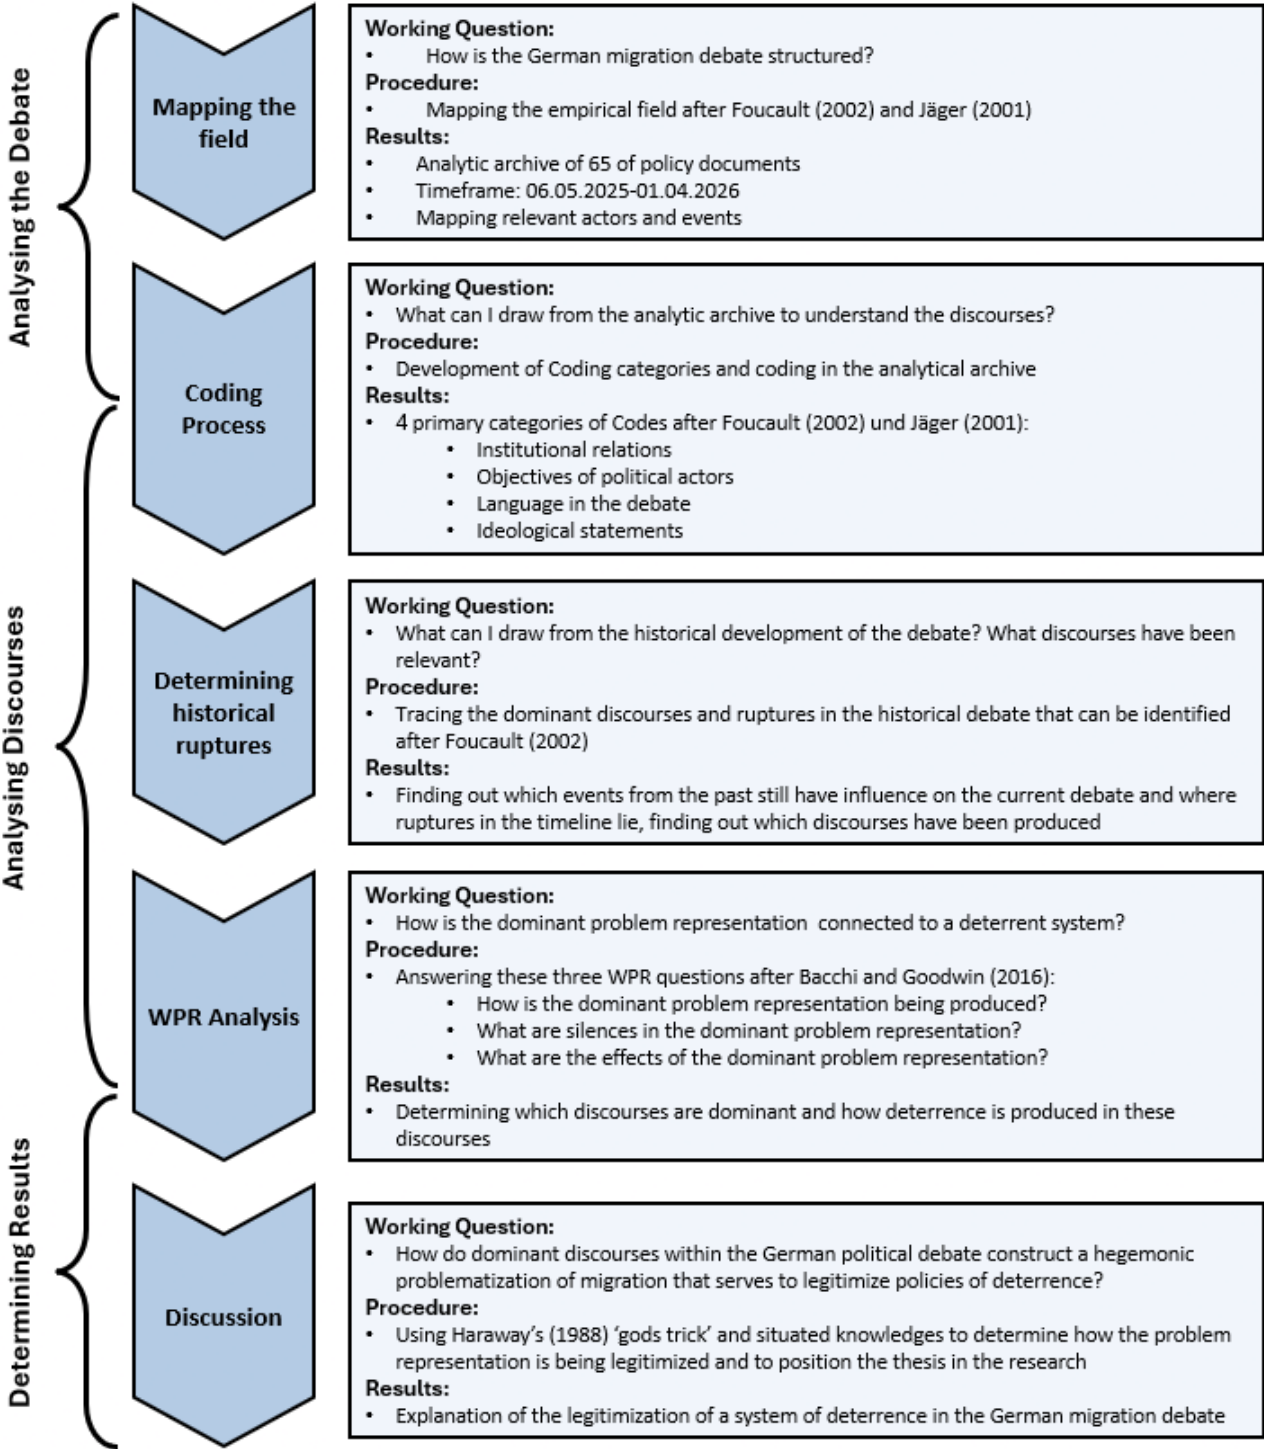 Analysing the Debate
Mapping the
field
Working Question:
• How is the German migration debate structured?
Procedure:
• Mapping the empirical field after Foucault (2002) and Jäger (2001)
Results:
• Analytic archive of 65 of policy documents
• Timeframe: 06.05.2025-01.04.2026
• Mapping relevant actors and events
Coding
Process
Working Question:
• What can I draw from the analytic archive to understand the discourses?
Procedure:
• Development of Coding categories and coding in the analytical archive
Results:
• 4 primary categories of Codes after Foucault (2002) und Jäger (2001):
• Institutional relations
• Objectives of political actors
• Language in the debate
• Ideological statements
Analysing Discourses
Determining
historical
ruptures
Working Question:
• What can I draw from the historical development of the debate? What discourses have been
relevant?
Procedure:
• Tracing the dominant discourses and ruptures in the historical debate that can be identified
after Foucault (2002)
Results:
• Finding out which events from the past still have influence on the current debate and where
ruptures in the timeline lie, finding out which discourses have been produced
WPR Analysis
Working Question:
• How is the dominant problem representation  connected to a deterrent system?
Procedure:
• Answering these three WPR questions after Bacchi and Goodwin (2016):
• How is the dominant problem representation being produced?
• What are silences in the dominant problem representation?
• What are the effects of the dominant problem representation?
Results:
• Determining which discourses are dominant and how deterrence is produced in these
discourses
Determining Results
Discussion
Working Question:
• How do dominant discourses within the German political debate construct a hegemonic
problematization of migration that serves to legitimize policies of deterrence?
Procedure:
• Using Haraway’s (1988) ‘gods trick’ and situated knowledges to determine how the problem
representation is being legitimized and to position the thesis in the research
Results:
• Explanation of the legitimization of a system of deterrence in the German migration debate